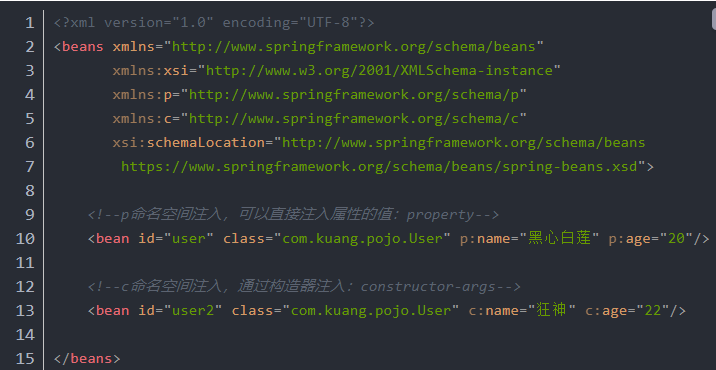 1 <?xml version="1.0" encoding="UTF-8"?>
2 <beans xmlns="http://www.springframework.org/schema/beans"
3 xmlns:xsi="http://www.w3.org/2001/XMLSchema-instance"
4 xmlns:p="http://www.springframework.org/schema/p"
5 xmlns:c="http://www.springframework.org/schema/c"
6 xsi:schemaLocation="http://www.springframework.org/schema/beans
7 https://www.springframework.org/schema/beans/spring-beans.xsd">
8
9 <!--p命名空间注入，可以直接注入属性的值：property-->
10 <bean id="user" class="com.kuang.pojo.User" p:name="黑心白莲" p:age="20"/>
11
12 <!--c命名空间注入，通过构造器注入：constructor-args-->
13 <bean id="user2" class="com.kuang.pojo.User" c:name="狂神" c:age="22"/>
14
15 </beans>